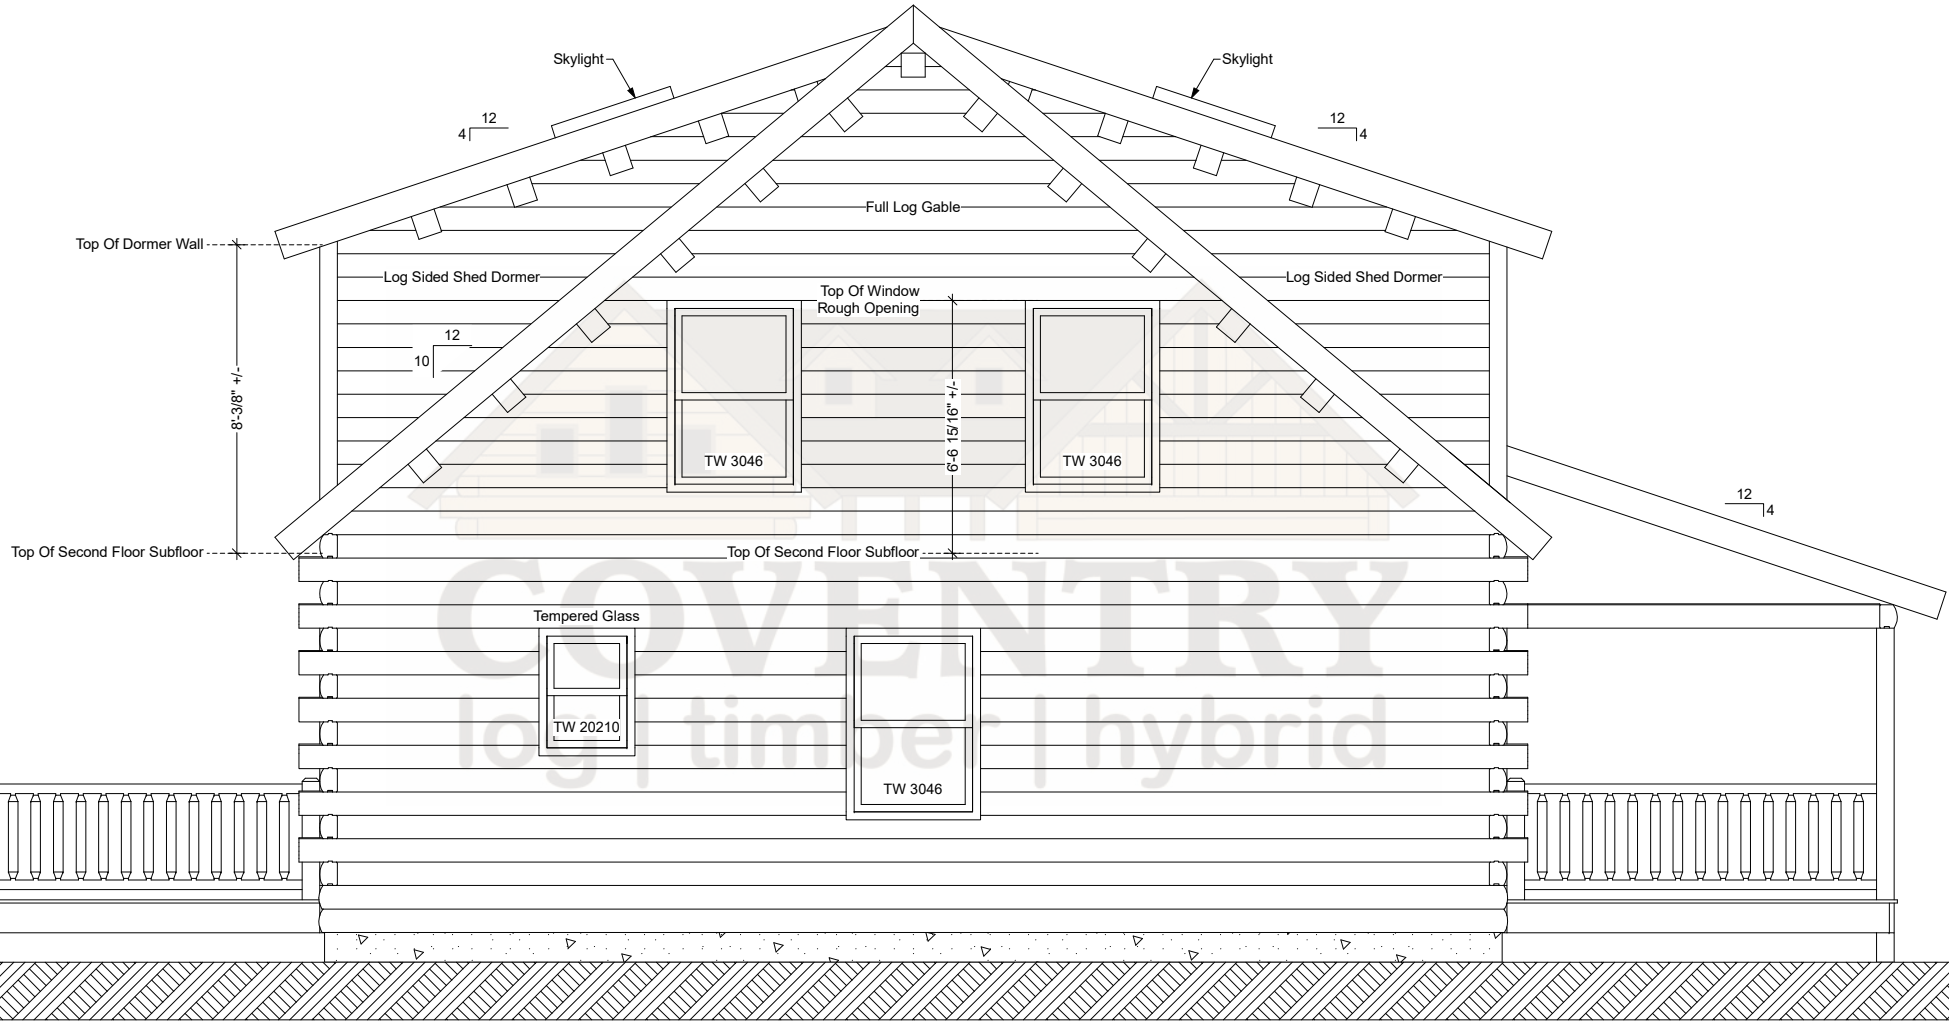 Skylight
Skylight
12
4
12
4
Full Log Gable
Top Of Dormer Wall
Log Sided Shed Dormer
Log Sided Shed Dormer
Top Of Window
Rough Opening
12
10
8'-3/8" +/-
6'-6 15/16" +/-
TW 3046
TW 3046
12
4
Top Of Second Floor Subfloor
Top Of Second Floor Subfloor
COVENTRY
log | timber | hybrid
Tempered Glass
TW 20210
TW 3046